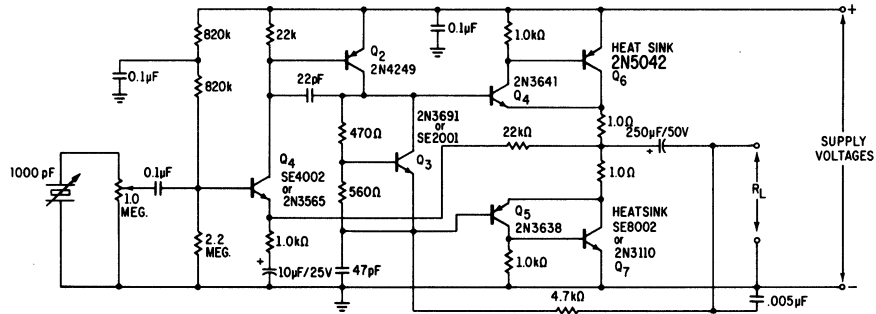 820k
22k
0.1µF
1.0kΩ
+
Q2
2N4249
HEAT SINK
2N5042
Q6
0.1µF
820k
22pF
2N3641
Q4
2N3691
or
SE2001
Q3
470Ω
22kΩ
1.0Ω
250µF/50V
+
SUPPLY
VOLTAGES
1000 pF
0.1µF
Q4
SE4002
or
2N3565
560Ω
1.0Ω
RL
1.0
MEG.
Q5
2N3638
HEATSINK
SE8002
or
2N3110
Q7
2.2
MEG.
1.0kΩ
+
10µF/25V
47pF
1.0kΩ
4.7kΩ
−
.005µF